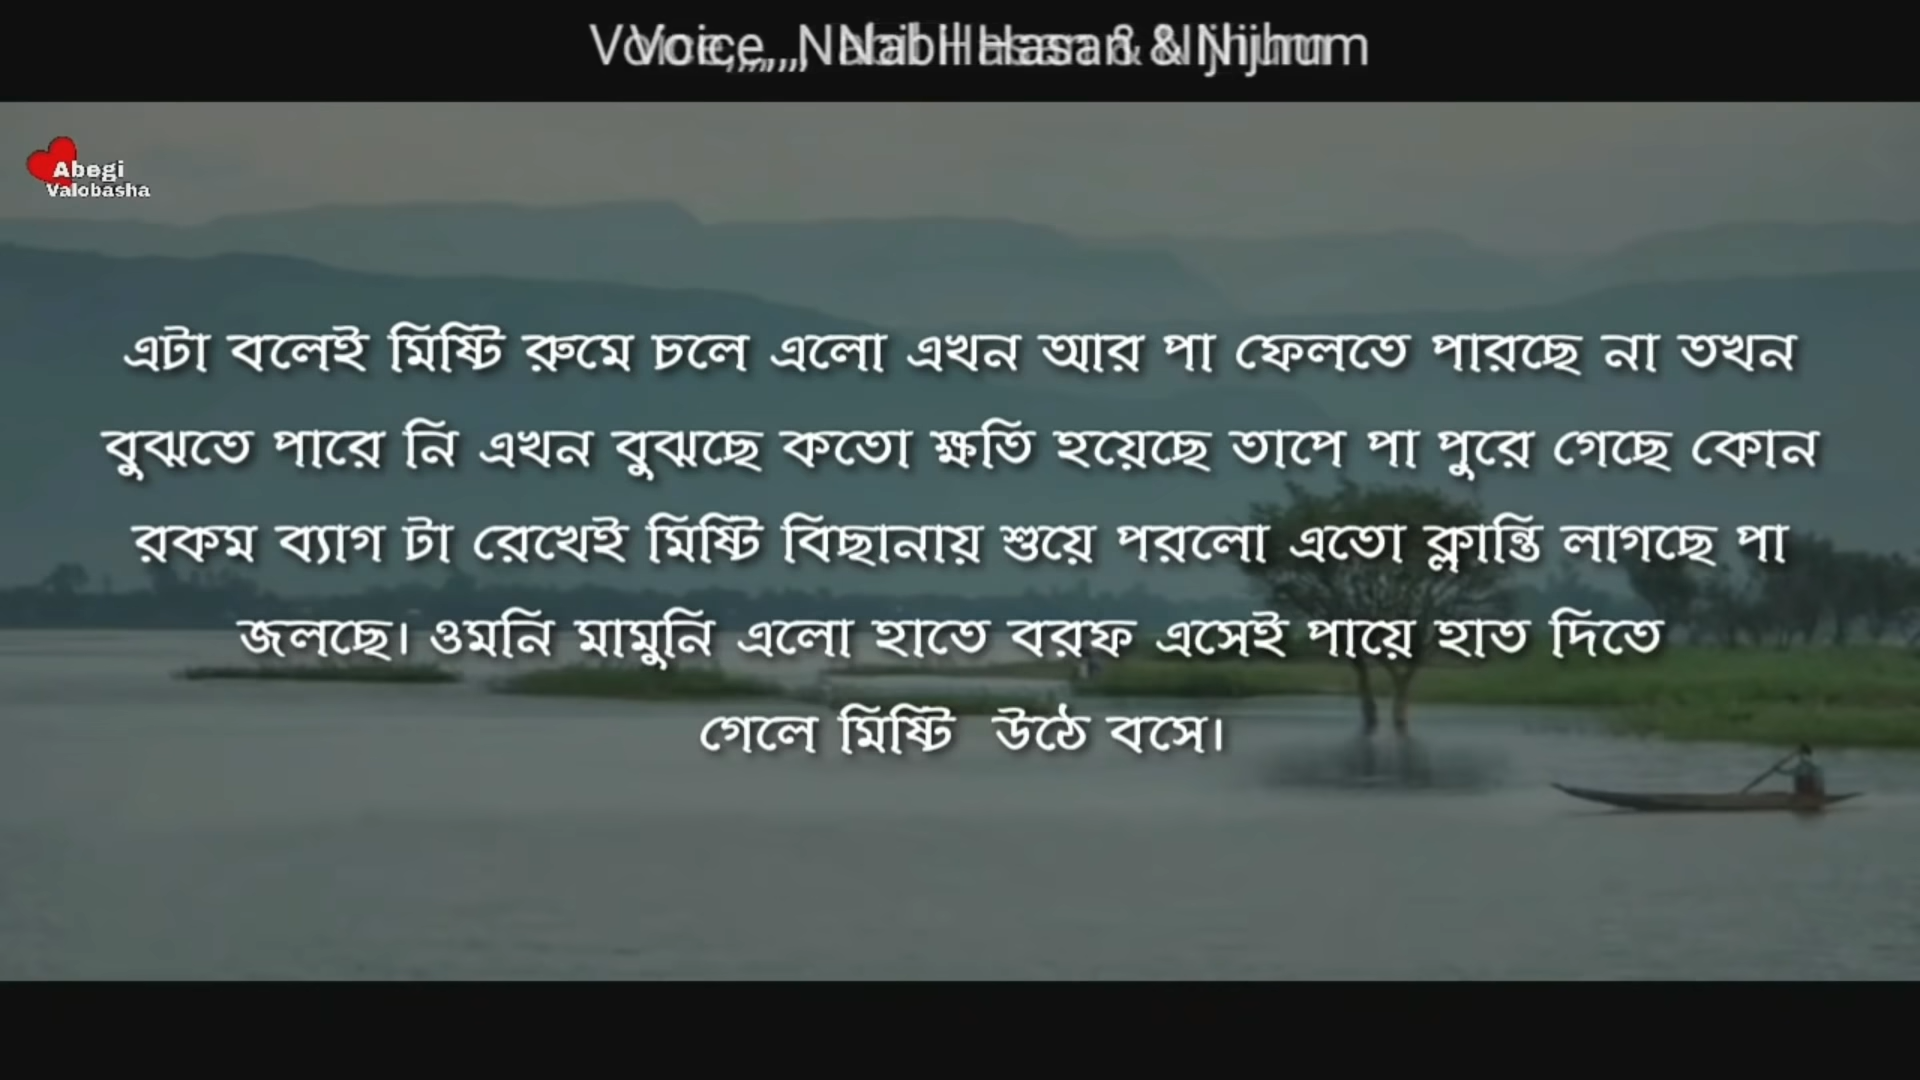 Voice,,,, Nabil Hasan & Nijhum
Abegi
Valobasha
এটা বলেই মিষ্টি রুমে চলে এলো এখন আর পা ফেলতে পারছে না তখন
বুঝতে পারে নি এখন বুঝছে কতো ক্ষতি হয়েছে তাপে পা পুরে গেছে কোন
রকম ব্যাগ টা রেখেই মিষ্টি বিছানায় শুয়ে পরলো এতো ক্লান্তি লাগছে পা
জলছে। ওমনি মামুনি এলো হাতে বরফ এসেই পায়ে হাত দিতে
গেলে মিষ্টি  উঠে বসে।